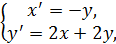 x′ = −y,
y′ = 2x + 2y,